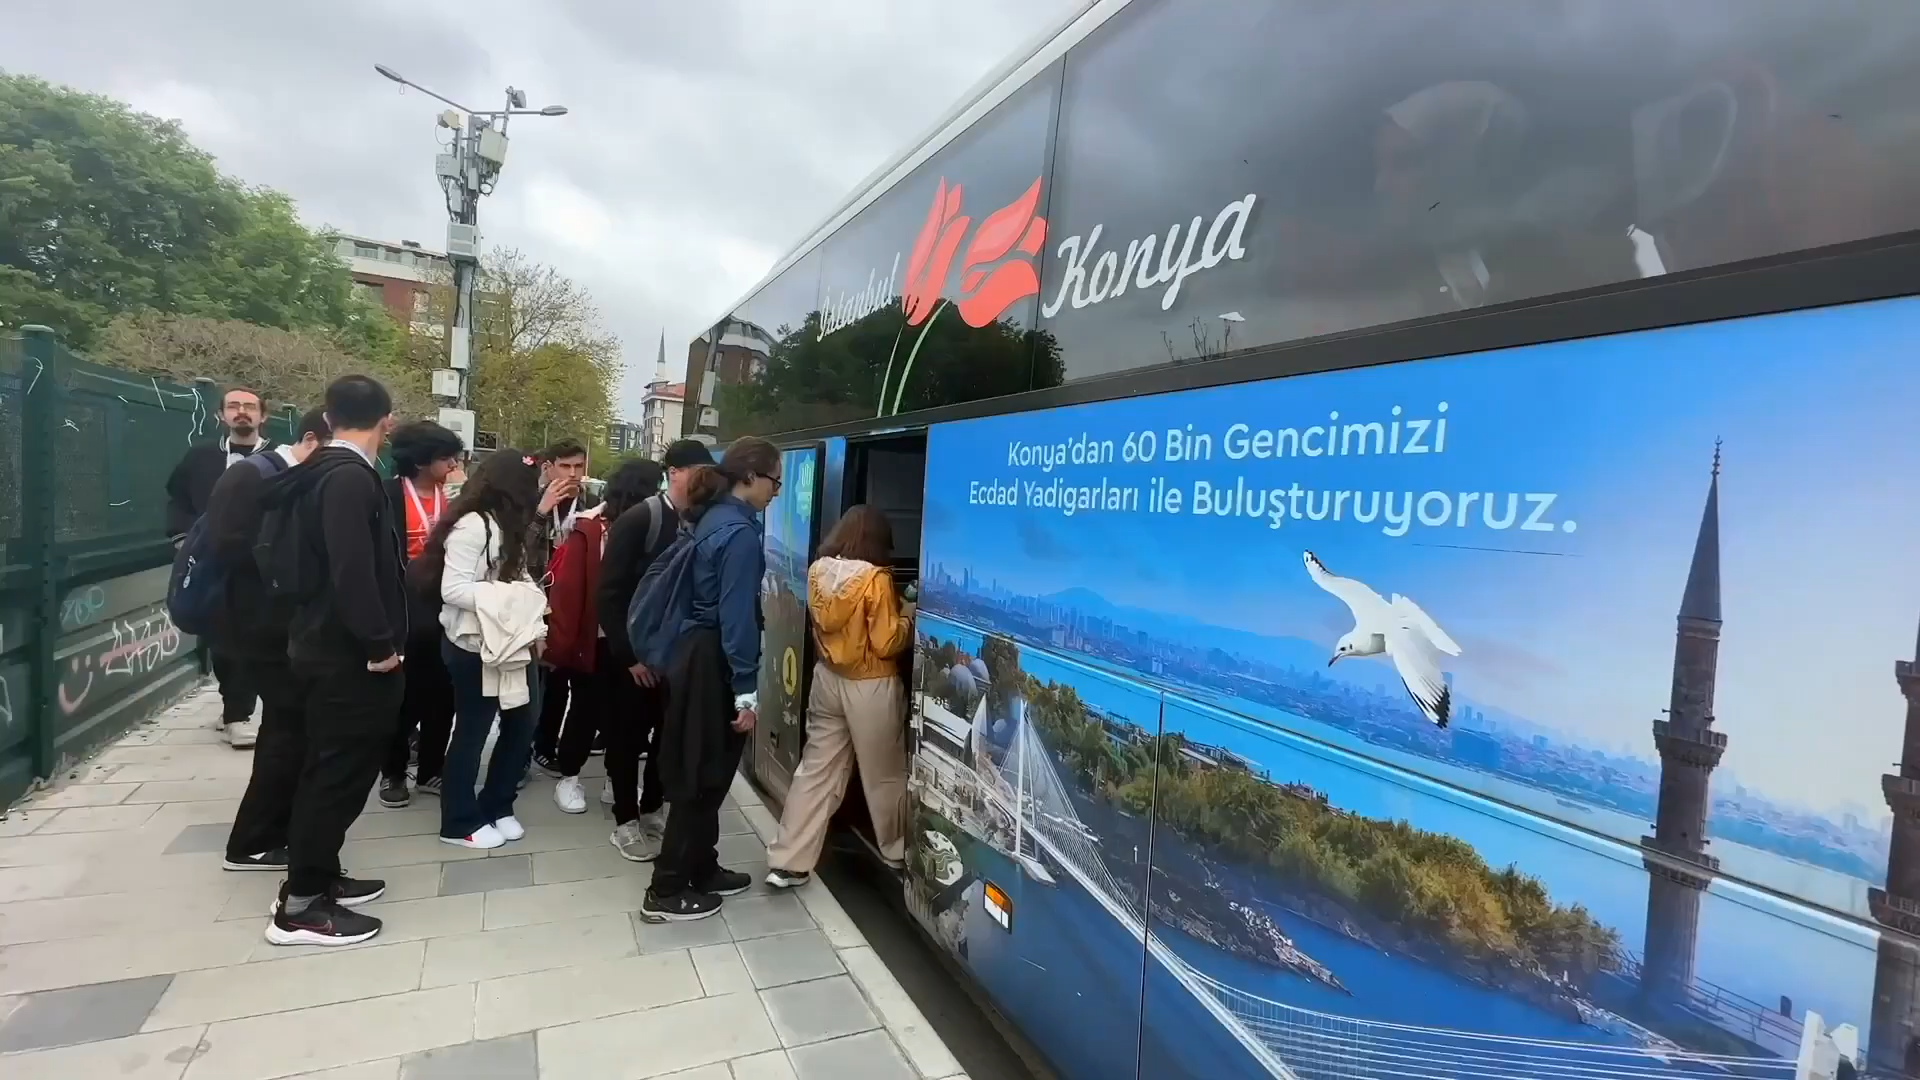 İstanbul
Konya
Konya'dan 60 Bin Gencimizi
Ecdad Yadigarları ile Buluşturuyoruz.